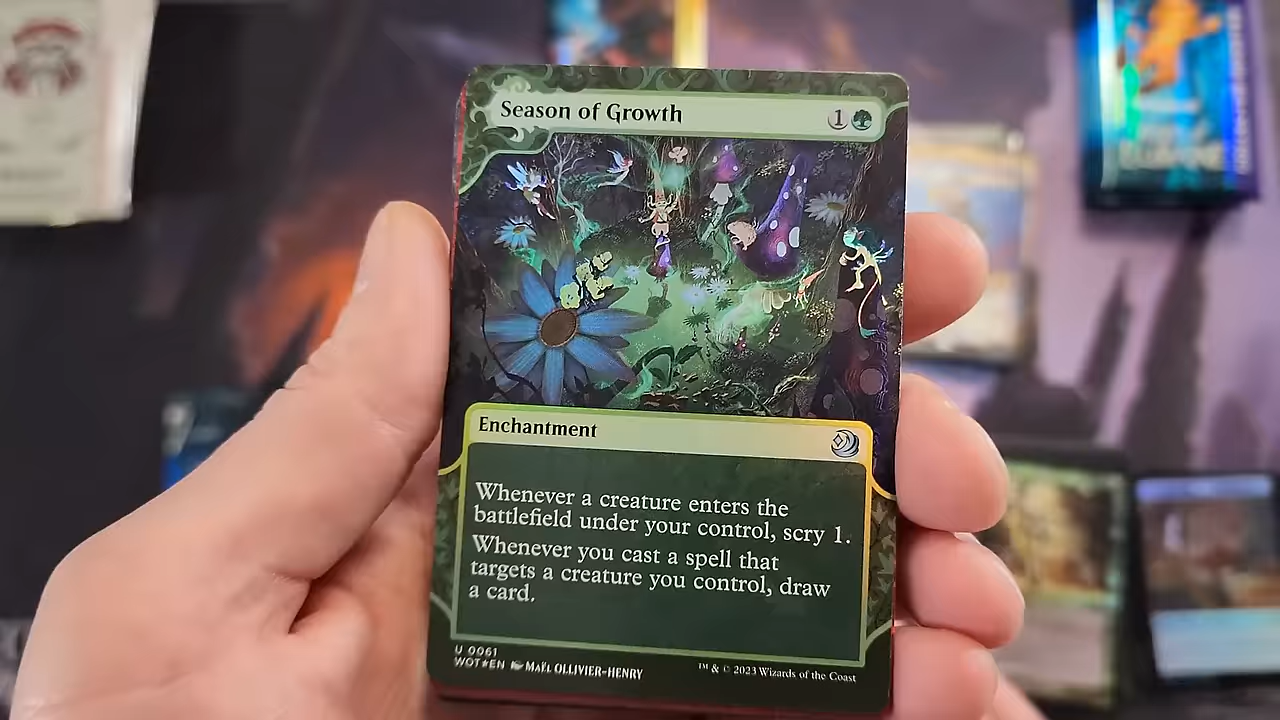 Season of Growth 1
Enchantment
Whenever a creature enters the
battlefield under your control, scry 1.
Whenever you cast a spell that
targets a creature you control, draw
a card.
U 0061
WOT★EN MAËL OLLIVIER-HENRY
™ & © 2023 Wizards of the Coast